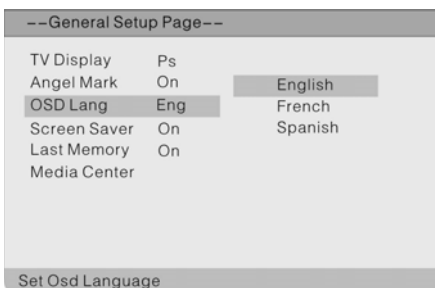 --General Setup Page--
TV Display Ps
Angel Mark On
OSD Lang Eng
Screen Saver On
Last Memory On
Media Center
English
French
Spanish
Set Osd Language